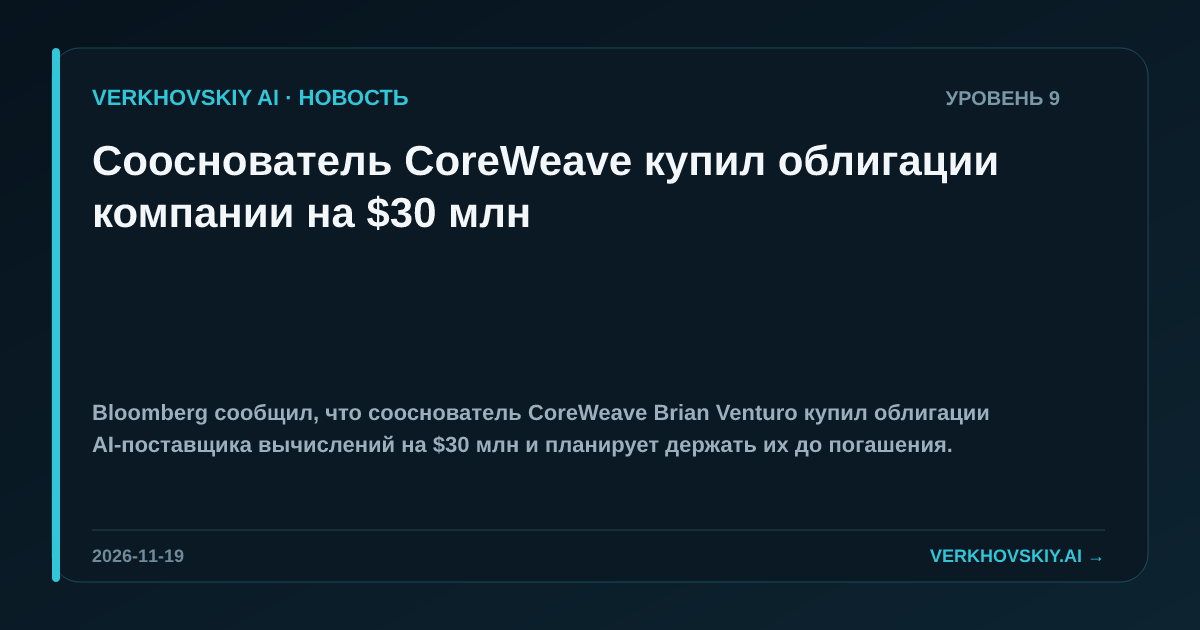 VERKHOVSKIY AI · НОВОСТЬ
УРОВЕНЬ 9
Сооснователь CoreWeave купил облигации
компании на $30 млн
Bloomberg сообщил, что сооснователь CoreWeave Brian Venturo купил облигации
AI-поставщика вычислений на $30 млн и планирует держать их до погашения.
2026-11-19
VERKHOVSKIY.AI →